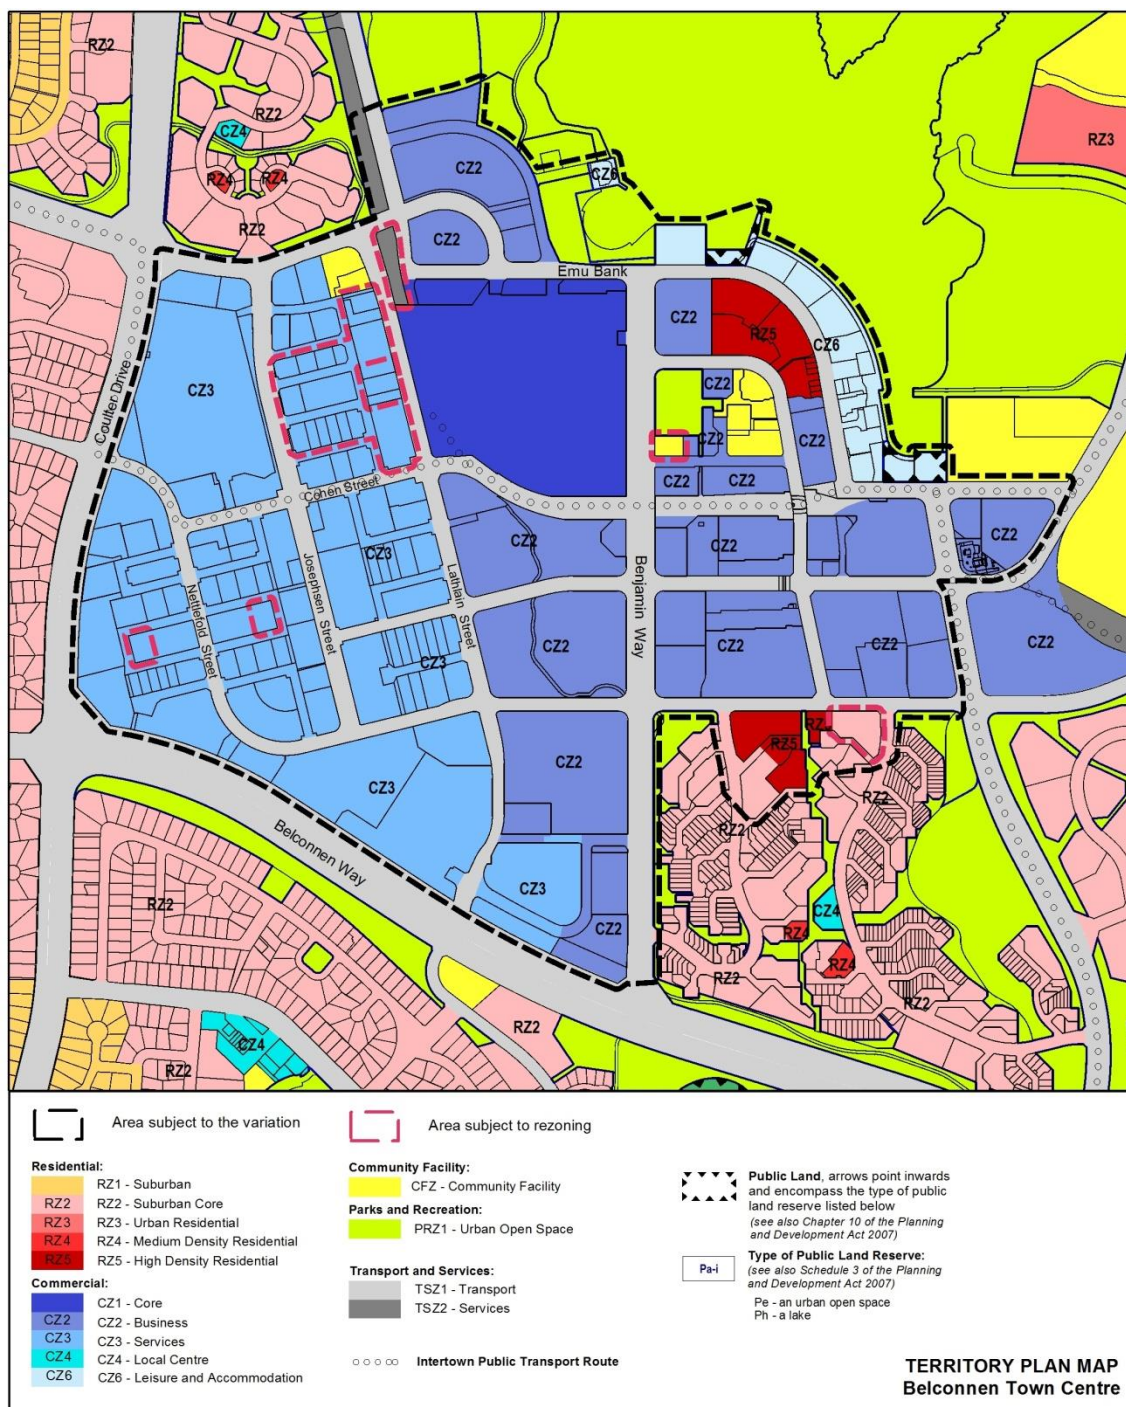 RZ2
RZ2
CZ4
RZ4
RZ4
RZ2
CZ2
CZ6
RZ3
CZ2
Emu Bank
CZ2
RZ5
CZ6
CZ3
Coulter Drive
CZ2
CZ2
CZ2
CZ2
CZ2
Cohen Street
CZ3
CZ2
CZ2
CZ2
Josephsen Street
Lathlain Street
Benjamin Way
Nettlefold Street
CZ3
CZ2
CZ2
CZ2
CZ2
RZ
RZ5
CZ2
CZ3
RZ2
RZ2
Belconnen Way
CZ3
CZ2
CZ4
RZ4
RZ4
RZ2
RZ2
RZ2
RZ2
CZ4
RZ2
Area subject to the variation
Area subject to rezoning
Residential:
RZ1 - Suburban
RZ2 RZ2 - Suburban Core
RZ3 RZ3 - Urban Residential
RZ4 RZ4 - Medium Density Residential
RZ5 RZ5 - High Density Residential
Commercial:
CZ1 - Core
CZ2 CZ2 - Business
CZ3 CZ3 - Services
CZ4 CZ4 - Local Centre
CZ6 CZ6 - Leisure and Accommodation
Community Facility:
CFZ - Community Facility
Parks and Recreation:
PRZ1 - Urban Open Space
Transport and Services:
TSZ1 - Transport
TSZ2 - Services
Intertown Public Transport Route
Public Land, arrows point inwards
and encompass the type of public
land reserve listed below
(see also Chapter 10 of the Planning
and Development Act 2007)
Pa-i
Type of Public Land Reserve:
(see also Schedule 3 of the Planning
and Development Act 2007)
Pe - an urban open space
Ph - a lake
TERRITORY PLAN MAP
Belconnen Town Centre